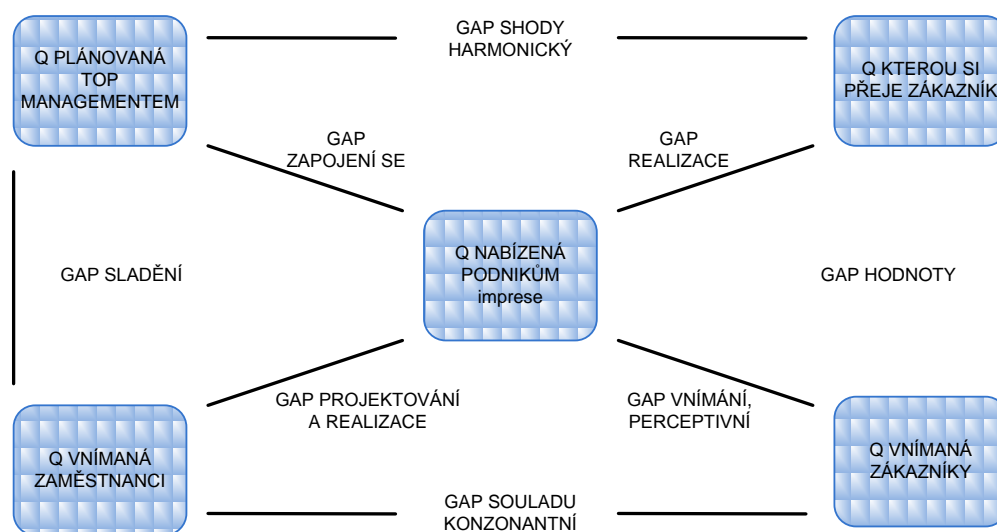 GAP SHODY
HARMONICKÝ
Q PLÁNOVANÁ
TOP
MANAGEMENTEM
Q KTEROU SI
PŘEJE ZÁKAZNÍK
GAP
ZAPOJENÍ SE
GAP
REALIZACE
Q NABÍZENÁ
PODNIKŮM
imprese
GAP SLADĚNÍ
GAP HODNOTY
GAP PROJEKTOVÁNÍ
A REALIZACE
GAP VNÍMÁNÍ,
PERCEPTIVNÍ
Q VNÍMANÁ
ZAMĚSTNANCI
Q VNÍMANÁ
ZÁKAZNÍKY
GAP SOULADU
KONZONANTNÍ